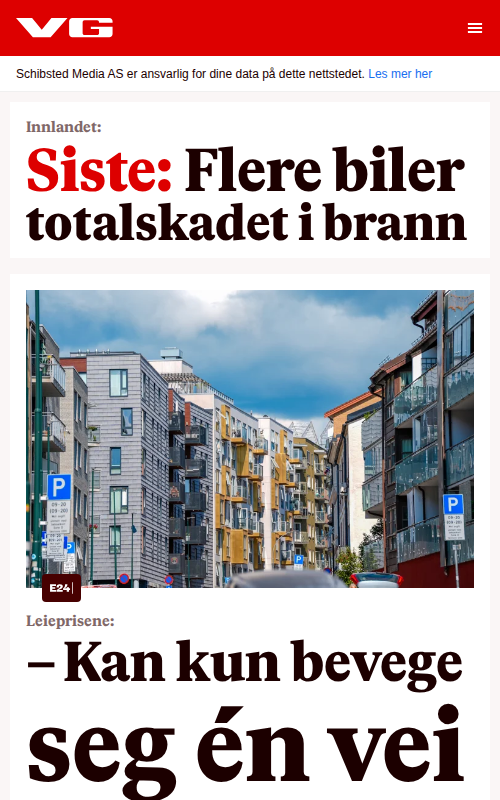 VG
Schibsted Media AS er ansvarlig for dine data på dette nettstedet. Les mer her
Innlandet:
Siste: Flere biler
totalskadet i brann
P
P
P
P
E24
Leieprisene:
– Kan kun bevege
seg én vei